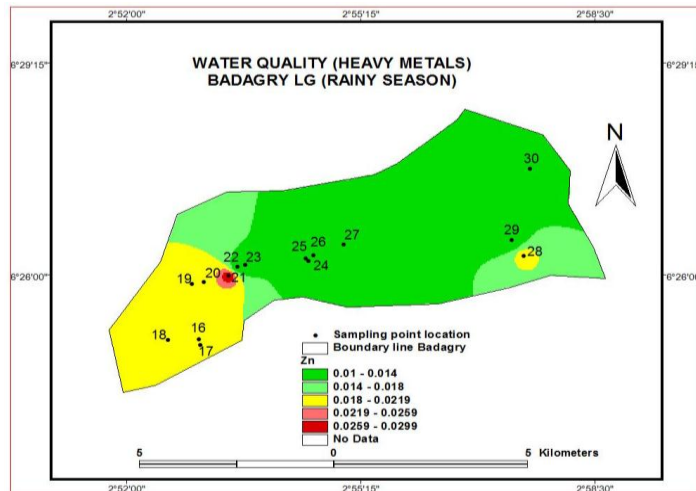 2°52'00" 2°55'15" 2°58'30"
6°29'15" 6°29'15"
WATER QUALITY (HEAVY METALS)
BADAGRY LG (RAINY SEASON)
N
30
29
28
27
26
25
24
23
22
21
20
19
18
16
17
6°26'00" 6°26'00"
Sampling point location
Boundary line Badagry
Zn
0.01 - 0.014
0.014 - 0.018
0.018 - 0.0219
0.0219 - 0.0259
0.0259 - 0.0299
No Data
5 0 5 Kilometers
2°52'00" 2°55'15" 2°58'30"